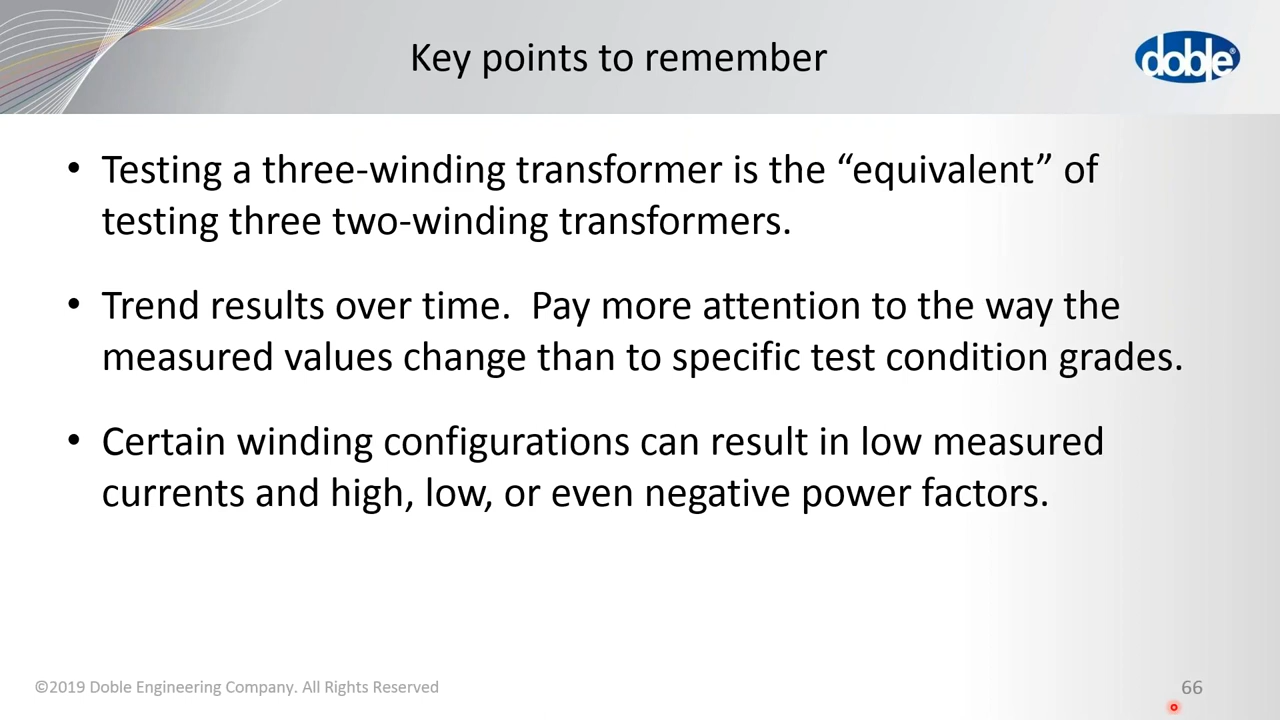 Key points to remember
doble®
• Testing a three-winding transformer is the “equivalent” of
testing three two-winding transformers.
• Trend results over time.  Pay more attention to the way the
measured values change than to specific test condition grades.
• Certain winding configurations can result in low measured
currents and high, low, or even negative power factors.
©2019 Doble Engineering Company. All Rights Reserved
66